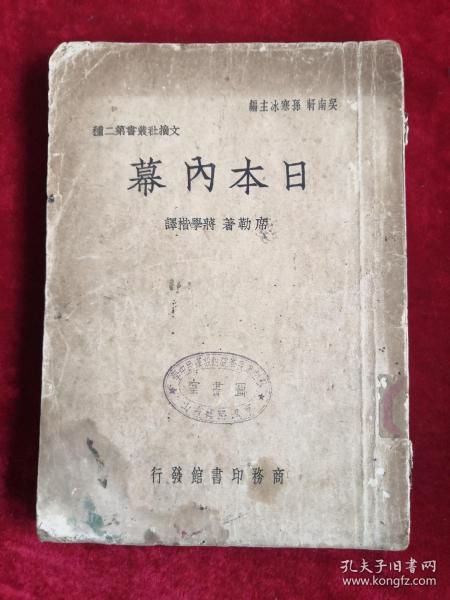 吳南軒 孫寒冰主編
文摘社叢書第二種
日本內幕
席勒著 蔣學楷譯
圖書室
商務印書館發行
孔夫子旧书网
www.kongfz.com